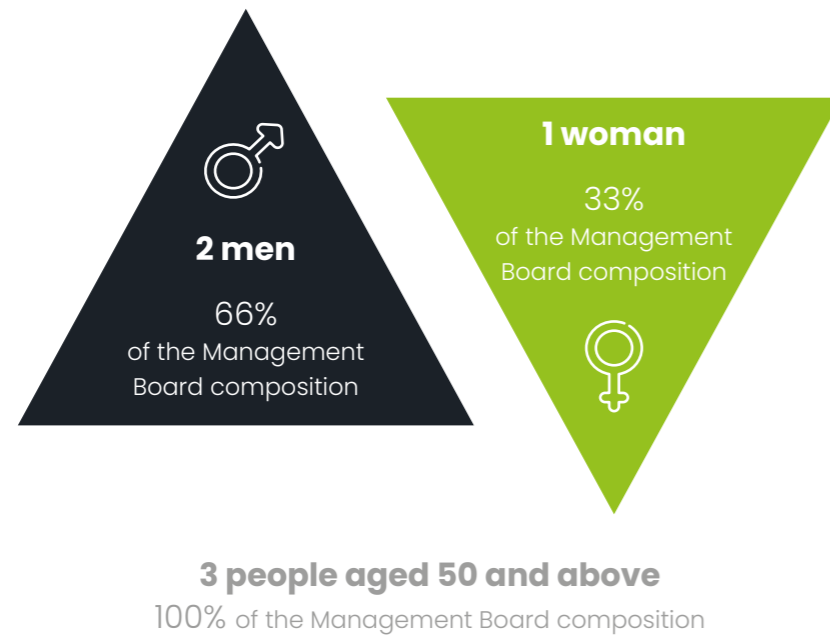 2 men
66%
of the Management
Board composition
1 woman
33%
of the Management
Board composition
3 people aged 50 and above
100% of the Management Board composition